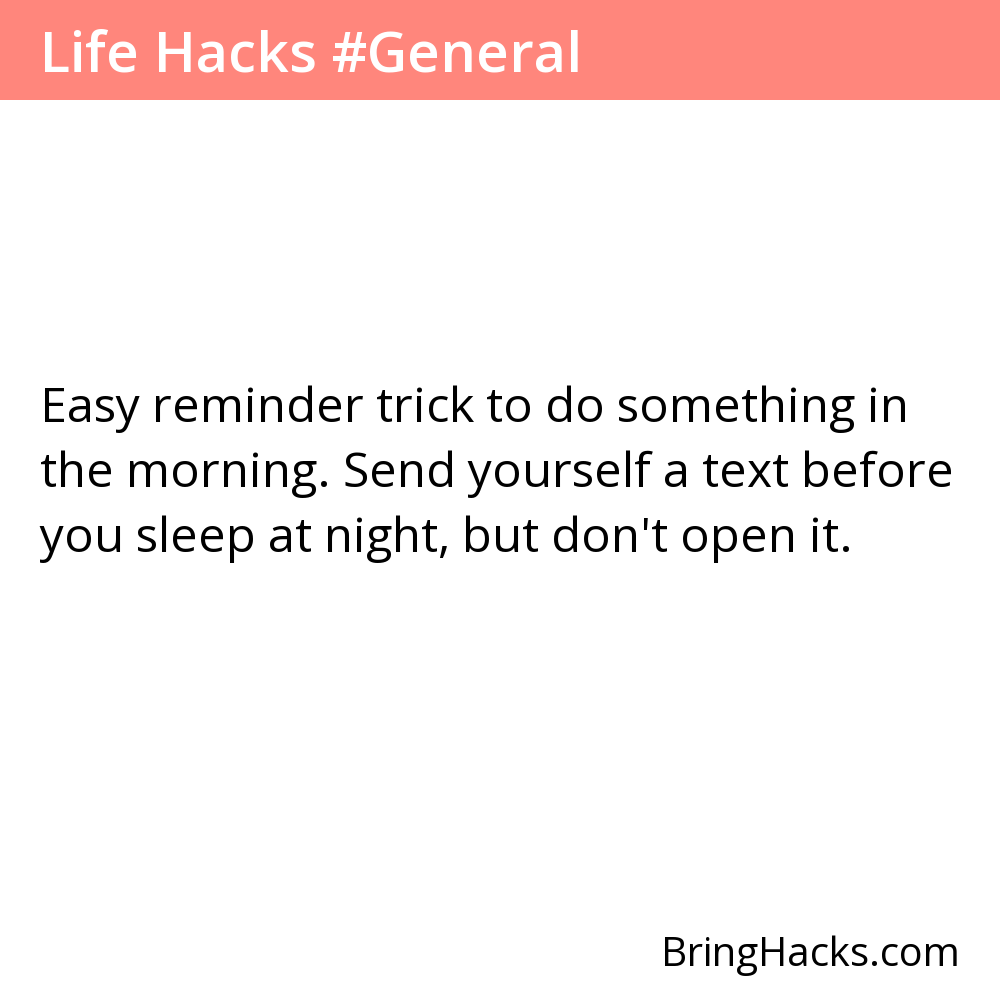 Life Hacks #General
Easy reminder trick to do something in
the morning. Send yourself a text before
you sleep at night, but don't open it.
BringHacks.com